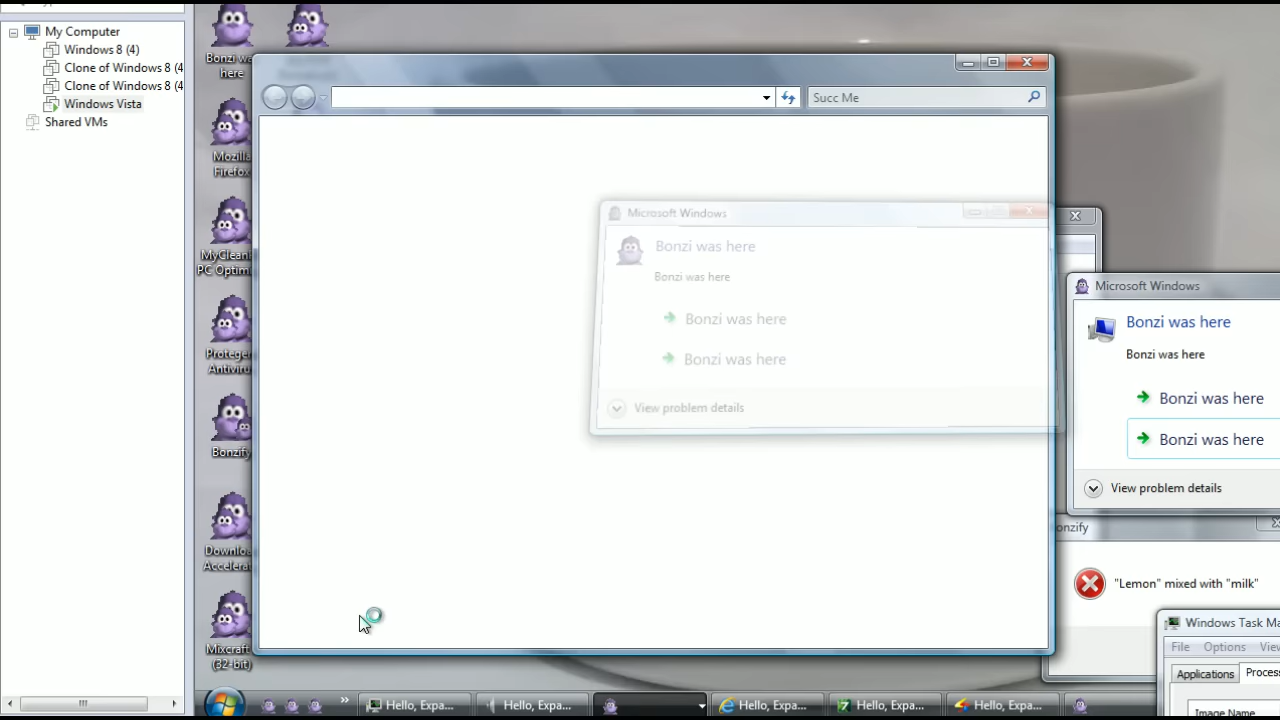 My Computer
Windows 8 (4)
Clone of Windows 8 (4
Clone of Windows 8 (4
Windows Vista
Shared VMs
Bonzi was
here
Mozilla
Firefox
MyClean
PC Optim
Protege
Antivir
Bonzify
Downlo
Accelera
Mixcraft
(32-bit)
Succ Me
Microsoft Windows
Bonzi was here
Bonzi was here
Bonzi was here
Bonzi was here
View problem details
Microsoft Windows
Bonzi was here
Bonzi was here
Bonzi was here
Bonzi was here
View problem details
onzify
"Lemon" mixed with "milk"
Windows Task Ma
File Options View
Applications Process
Image Name
Hello, Expa...
Hello, Expa...
Hello, Expa...
Hello, Expa...
Hello, Expa...